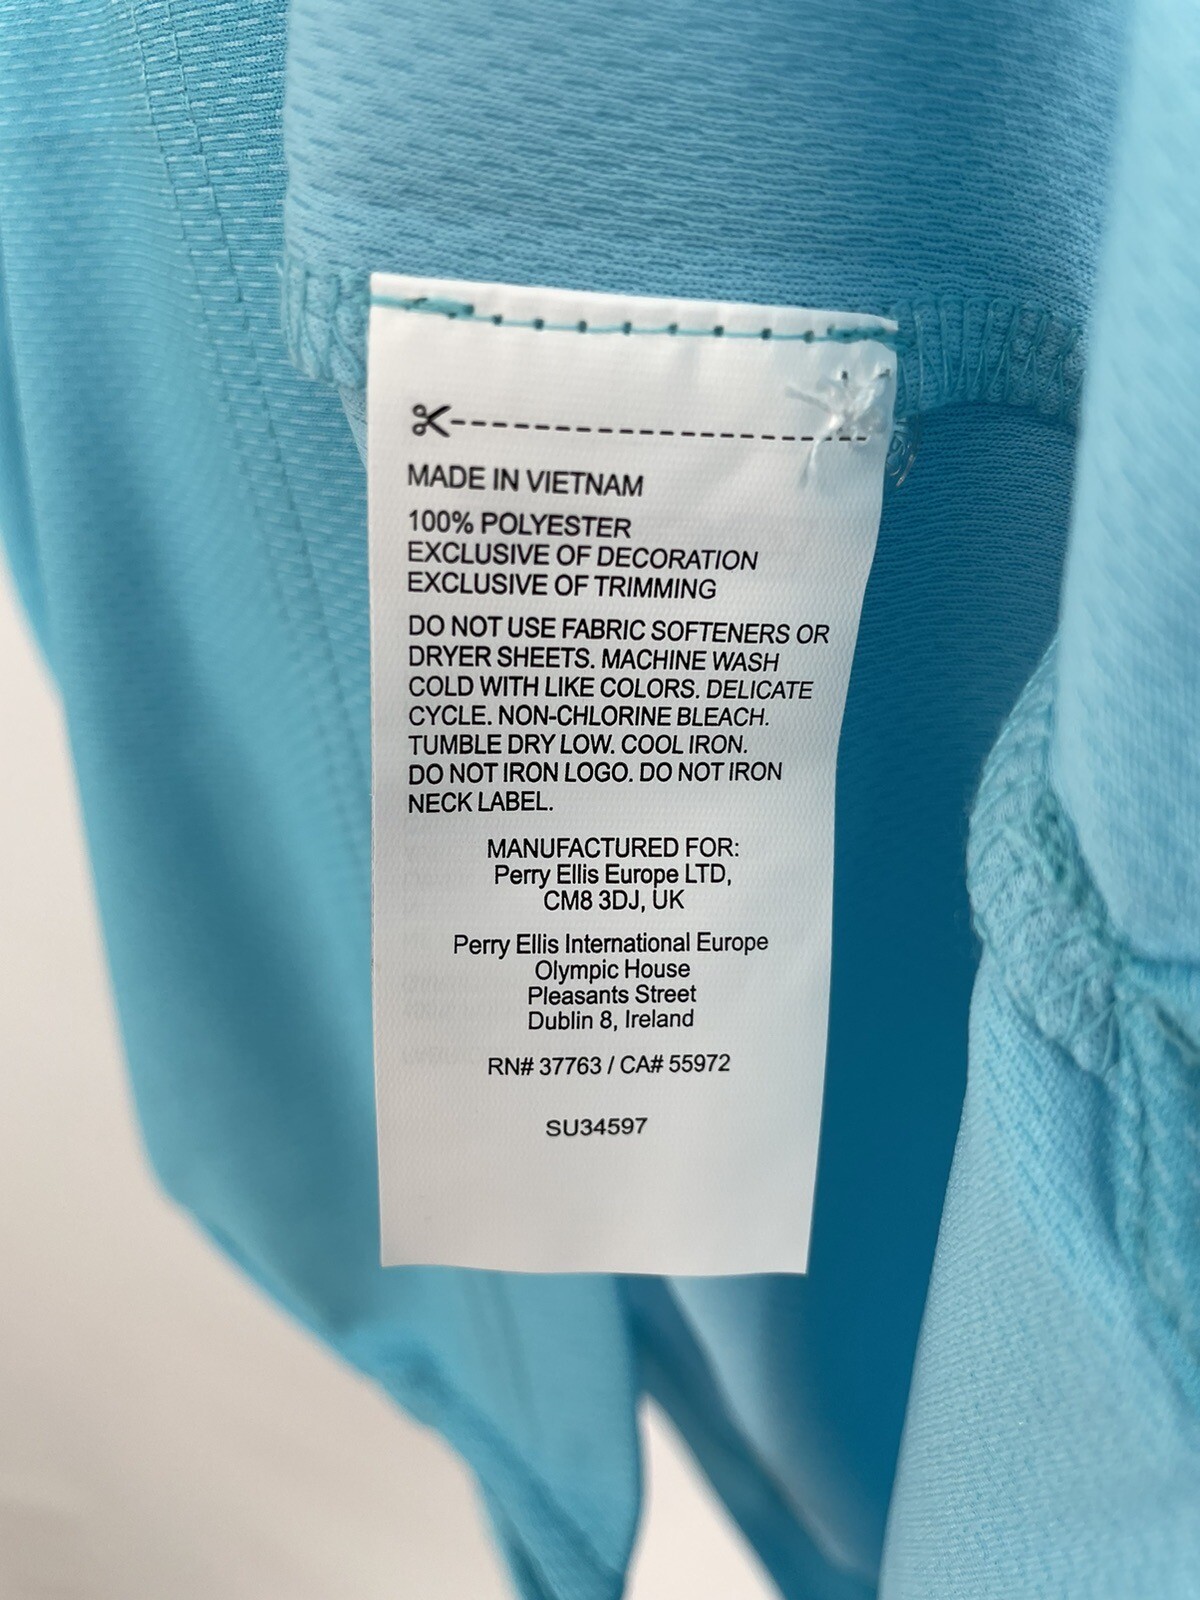 MADE IN VIETNAM
100% POLYESTER
EXCLUSIVE OF DECORATION
EXCLUSIVE OF TRIMMING
DO NOT USE FABRIC SOFTENERS OR
DRYER SHEETS. MACHINE WASH
COLD WITH LIKE COLORS. DELICATE
CYCLE. NON-CHLORINE BLEACH.
TUMBLE DRY LOW. COOL IRON.
DO NOT IRON LOGO. DO NOT IRON
NECK LABEL.
MANUFACTURED FOR:
Perry Ellis Europe LTD,
CM8 3DJ, UK
Perry Ellis International Europe
Olympic House
Pleasants Street
Dublin 8, Ireland
RN# 37763 / CA# 55972
SU34597